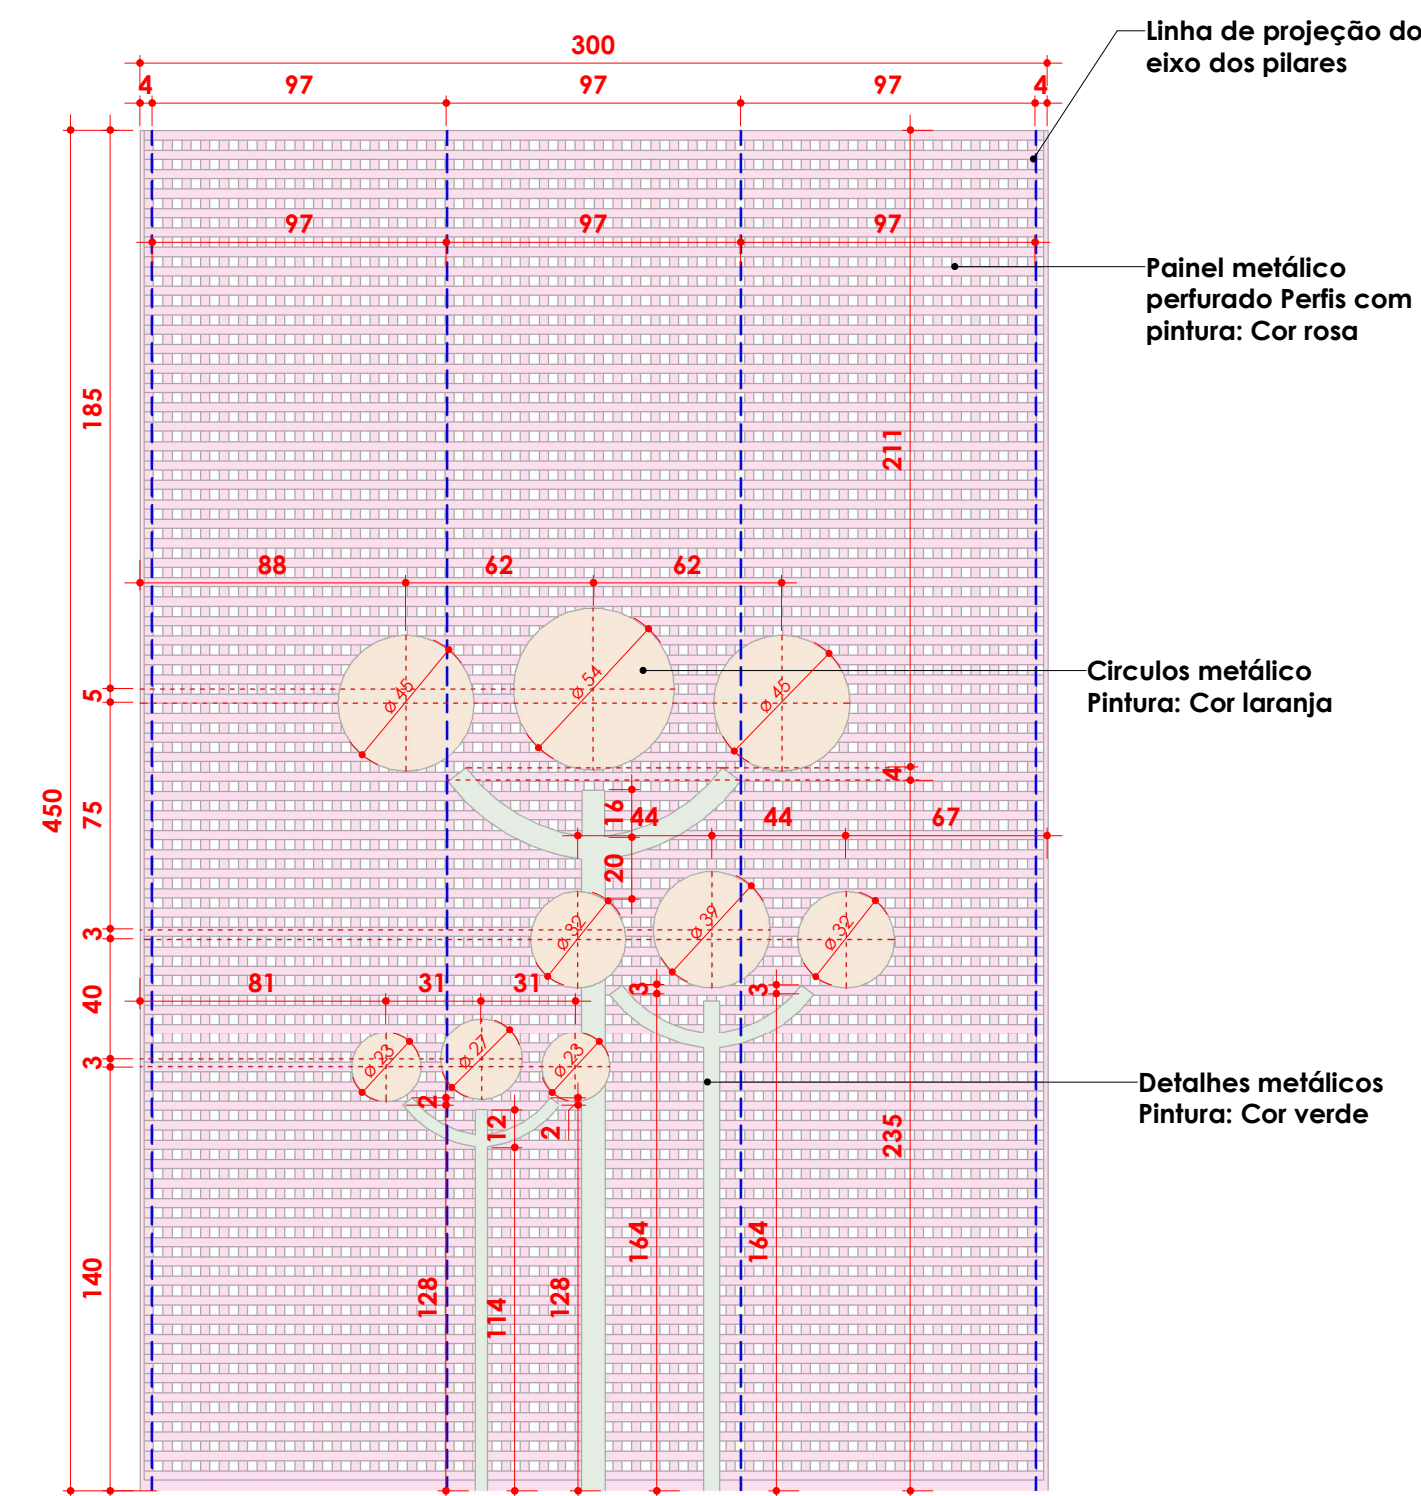 300
4
97
97
97
4
Linha de projeção do
eixo dos pilares
97
97
97
Painel metálico
perfurado Perfis com
pintura: Cor rosa
185
211
88
62
62
5
ø 45
ø 54
ø 45
Circulos metálico
Pintura: Cor laranja
4
450
75
16
44
44
67
20
3
ø 32
ø 39
ø 32
40
81
31
31
3
3
3
ø 23
ø 27
ø 23
Detalhes metálicos
Pintura: Cor verde
2
12
2
235
140
128
114
128
164
164